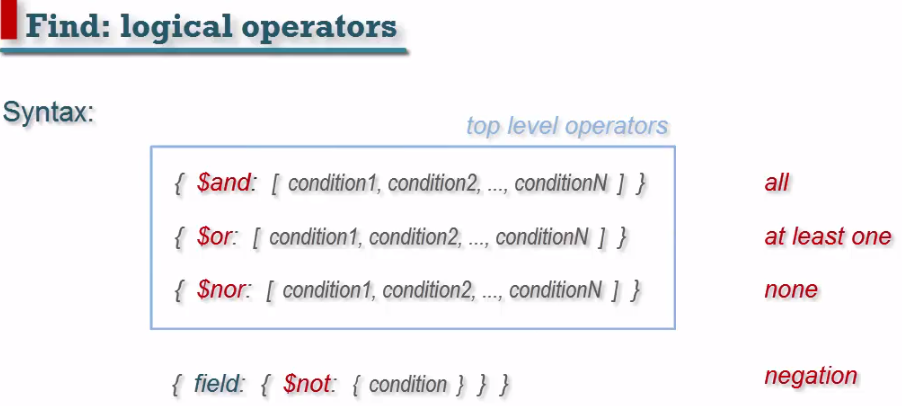 Find: logical operators
Syntax:
top level operators
{ $and: [ condition1, condition2, ..., conditionN ] } all
{ $or: [ condition1, condition2, ..., conditionN ] } at least one
{ $nor: [ condition1, condition2, ..., conditionN ] } none
{ field: { $not: { condition } } } negation